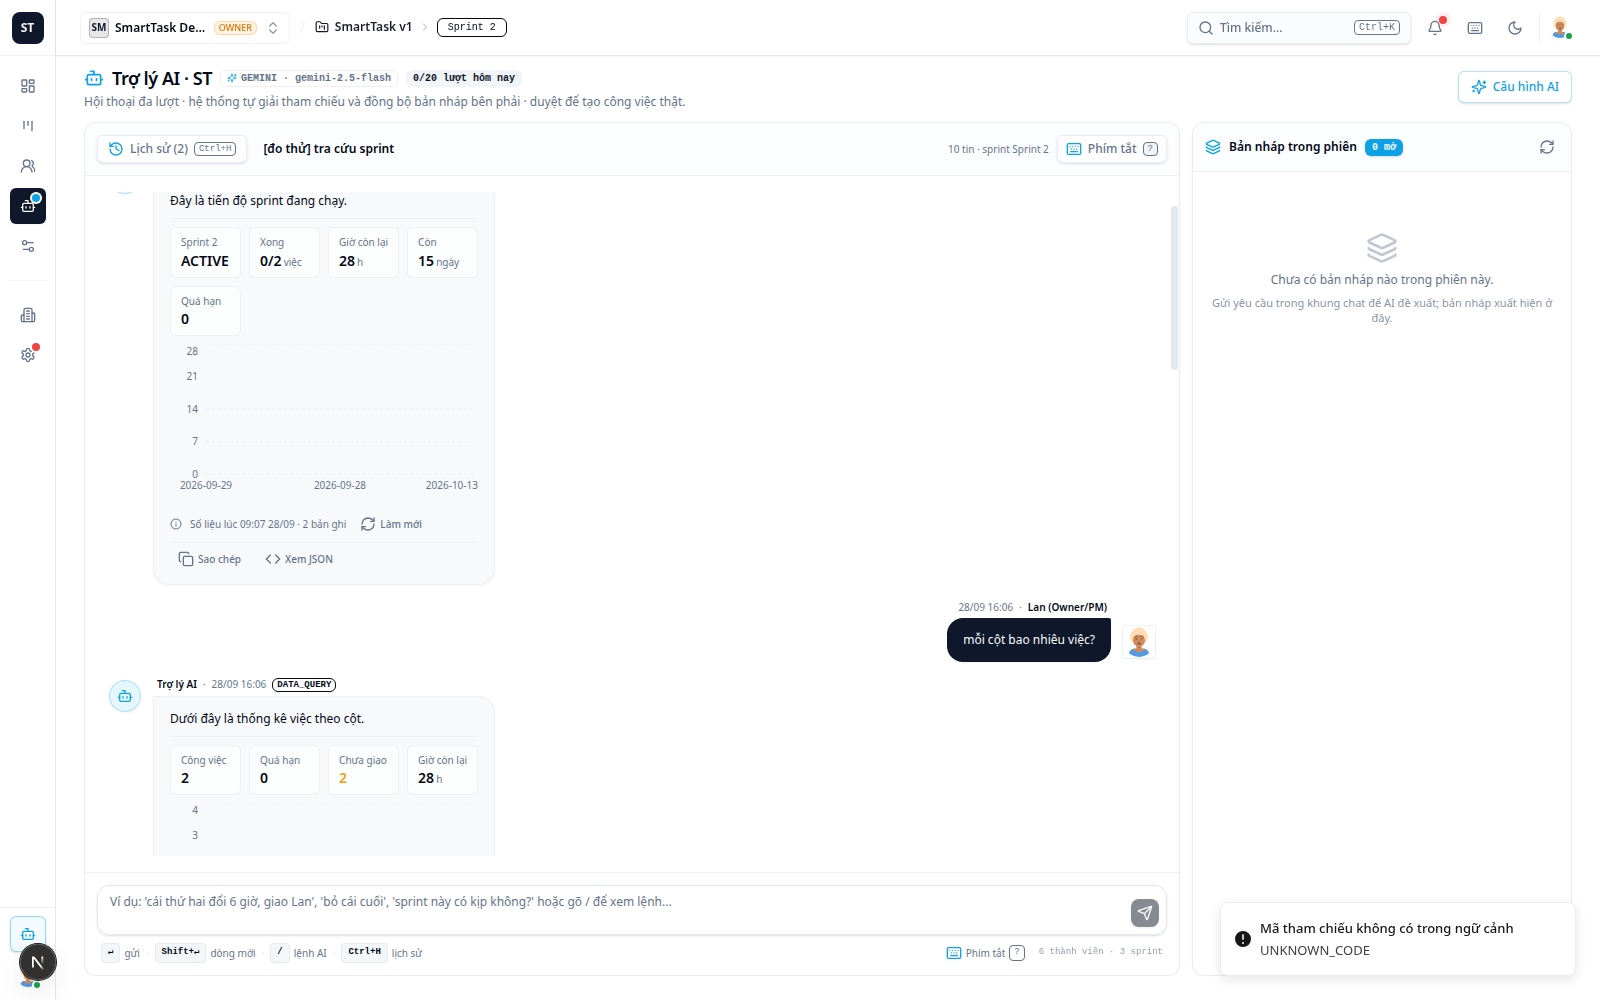 ST
SM SmartTask De... OWNER / SmartTask v1 Sprint 2
Tìm kiếm... Ctrl+K
Trợ lý AI · ST GEMINI · gemini-2.5-flash 0/20 lượt hôm nay
Hội thoại đa lượt · hệ thống tự giải tham chiếu và đồng bộ bản nháp bên phải · duyệt để tạo công việc thật.
Cấu hình AI
Lịch sử (2) Ctrl+H [đo thử] tra cứu sprint
10 tin · sprint Sprint 2 Phím tắt ?
Đây là tiến độ sprint đang chạy.
Sprint 2 Xong Giờ còn lại Còn
ACTIVE 0/2 việc 28 h 15 ngày
Quá hạn
0
28
21
14
7
0
2026-09-29 2026-09-28 2026-10-13
Số liệu lúc 09:07 28/09 · 2 bản ghi Làm mới
Sao chép Xem JSON
28/09 16:06 · Lan (Owner/PM)
mỗi cột bao nhiêu việc?
Trợ lý AI · 28/09 16:06 DATA_QUERY
Dưới đây là thống kê việc theo cột.
Công việc Quá hạn Chưa giao Giờ còn lại
2 0 2 28 h
4
3
Ví dụ: 'cái thứ hai đổi 6 giờ, giao Lan', 'bỏ cái cuối', 'sprint này có kịp không?' hoặc gõ / để xem lệnh...
↵ gửi · Shift+↵ dòng mới · / lệnh AI · Ctrl+H lịch sử
Phím tắt ? 6 thành viên · 3 sprint
Bản nháp trong phiên 0 mở
Chưa có bản nháp nào trong phiên này.
Gửi yêu cầu trong khung chat để AI đề xuất; bản nháp xuất hiện ở
đây.
Mã tham chiếu không có trong ngữ cảnh
UNKNOWN_CODE
N